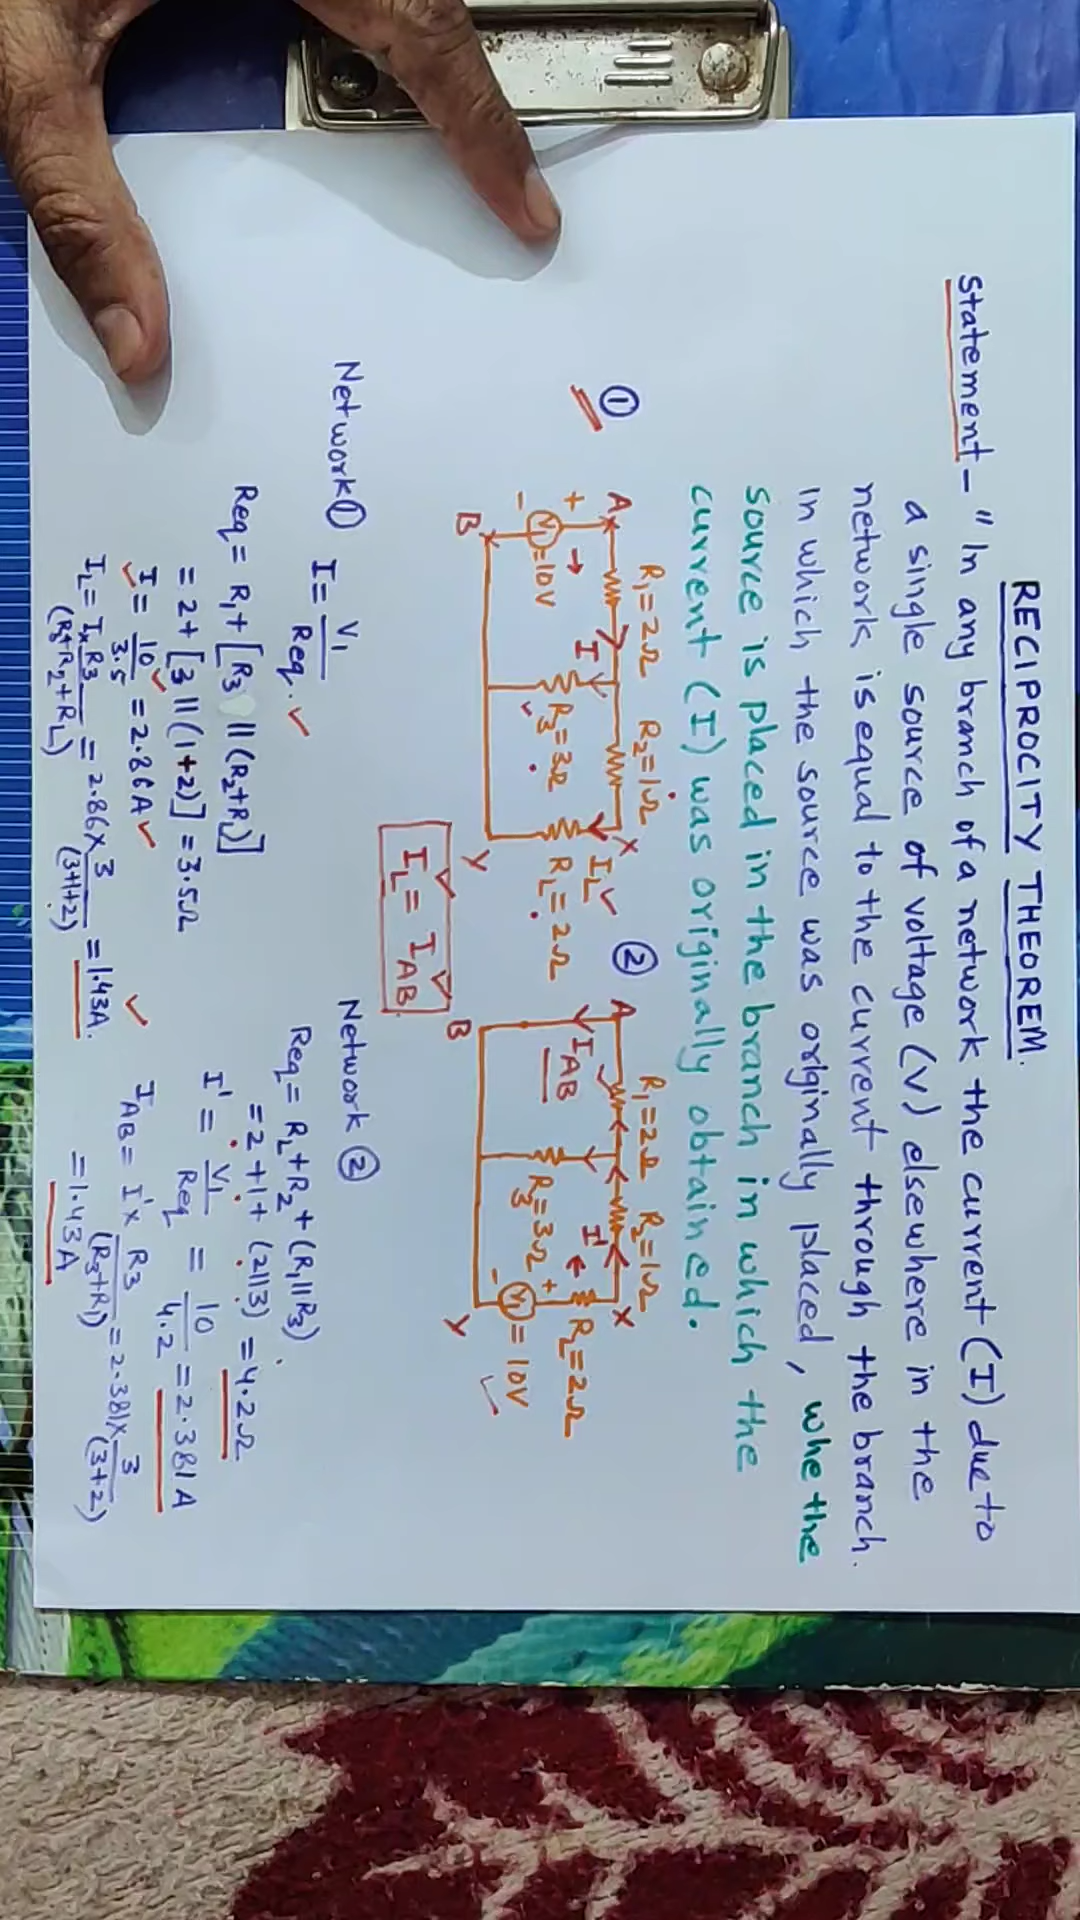 RECIPROCITY THEOREM.
Statement - "In any branch of a network the current (I) due to
a single source of voltage (V) elsewhere in the
network is equal to the current through the branch.
in which the source was originally placed, whe the
source is placed in the branch in which the
current (I) was originally obtained.
①
A
R1=2Ω
R2=1Ω
X
I
IL
+
V1=10V
-
R3=3Ω
RL=2Ω
B
Y
②
A
R1=2Ω
R2=1Ω
X
IAB
I'
R3=3Ω
RL=2Ω
+
V1=10V
-
B
Y
IL = IAB.
Network①
I = V1/Req.
Req = R1 + [R3 || (R2+RL)]
= 2+ [3 || (1+2)] = 3.5Ω
I = 10/3.5 = 2.86A
IL = I x R3/(R3+R2+RL) = 2.86 x 3/(3+1+2) = 1.43A.
Network ②
Req = RL+R2 + (R1||R3).
= 2 + 1 + (2||3) = 4.2Ω
I' = V1/Req = 10/4.2 = 2.381A
IAB = I' x R3/(R3+R1) = 2.381 x 3/(3+2)
= 1.43A